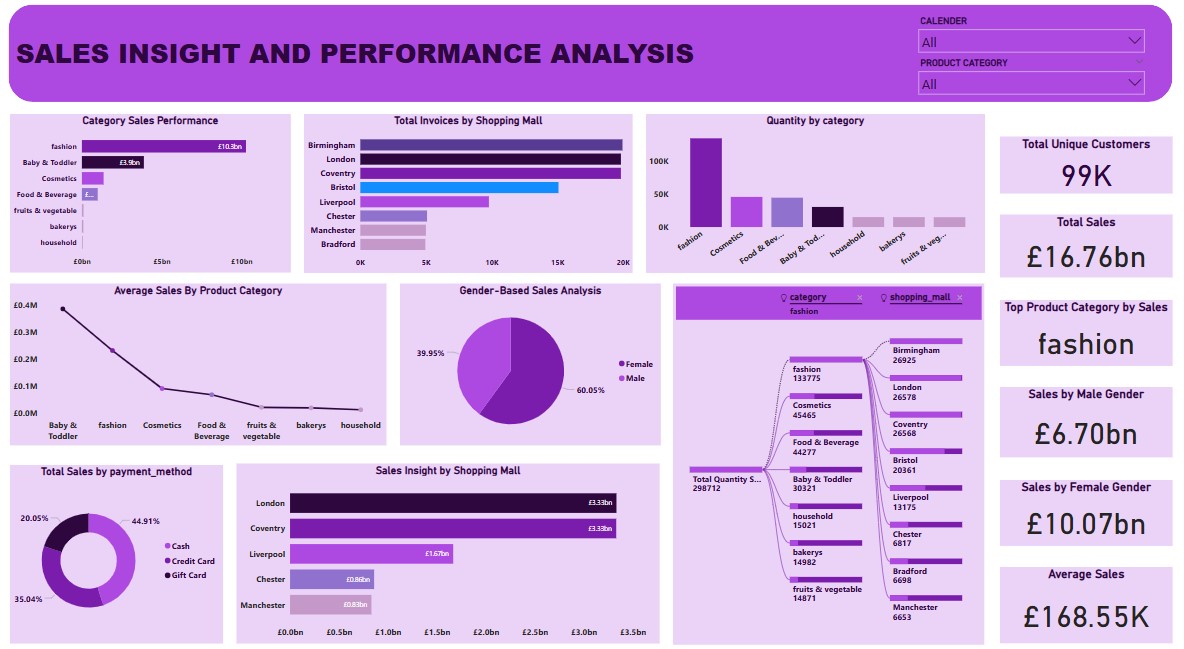 SALES INSIGHT AND PERFORMANCE ANALYSIS
CALENDER
All
PRODUCT CATEGORY
All
Category Sales Performance
fashion
£10.3bn
Baby & Toddler
£3.9bn
Cosmetics
Food & Beverage
£...
fruits & vegetable
bakerys
household
£0bn £5bn £10bn
Total Invoices by Shopping Mall
Birmingham
London
Coventry
Bristol
Liverpool
Chester
Manchester
Bradford
0K 5K 10K 15K 20K
Quantity by category
100K
50K
0K
fashion
Cosmetics
Food & Bev...
Baby & Tod...
household
bakerys
fruits & veg...
Total Unique Customers
99K
Total Sales
£16.76bn
Top Product Category by Sales
fashion
Sales by Male Gender
£6.70bn
Sales by Female Gender
£10.07bn
Average Sales
£168.55K
Average Sales By Product Category
£0.4M
£0.3M
£0.2M
£0.1M
£0.0M
Baby &
Toddler
fashion
Cosmetics
Food &
Beverage
fruits &
vegetable
bakerys
household
Gender-Based Sales Analysis
39.95%
60.05%
Female
Male
category
fashion
shopping_mall
Total Quantity S...
298712
fashion
133775
Cosmetics
45465
Food & Beverage
44277
Baby & Toddler
30321
household
15021
bakerys
14982
fruits & vegetable
14871
Birmingham
26925
London
26578
Coventry
26568
Bristol
20361
Liverpool
13175
Chester
6817
Bradford
6698
Manchester
6653
Total Sales by payment_method
20.05%
44.91%
35.04%
Cash
Credit Card
Gift Card
Sales Insight by Shopping Mall
London
£3.33bn
Coventry
£3.33bn
Liverpool
£1.67bn
Chester
£0.86bn
Manchester
£0.83bn
£0.0bn £0.5bn £1.0bn £1.5bn £2.0bn £2.5bn £3.0bn £3.5bn